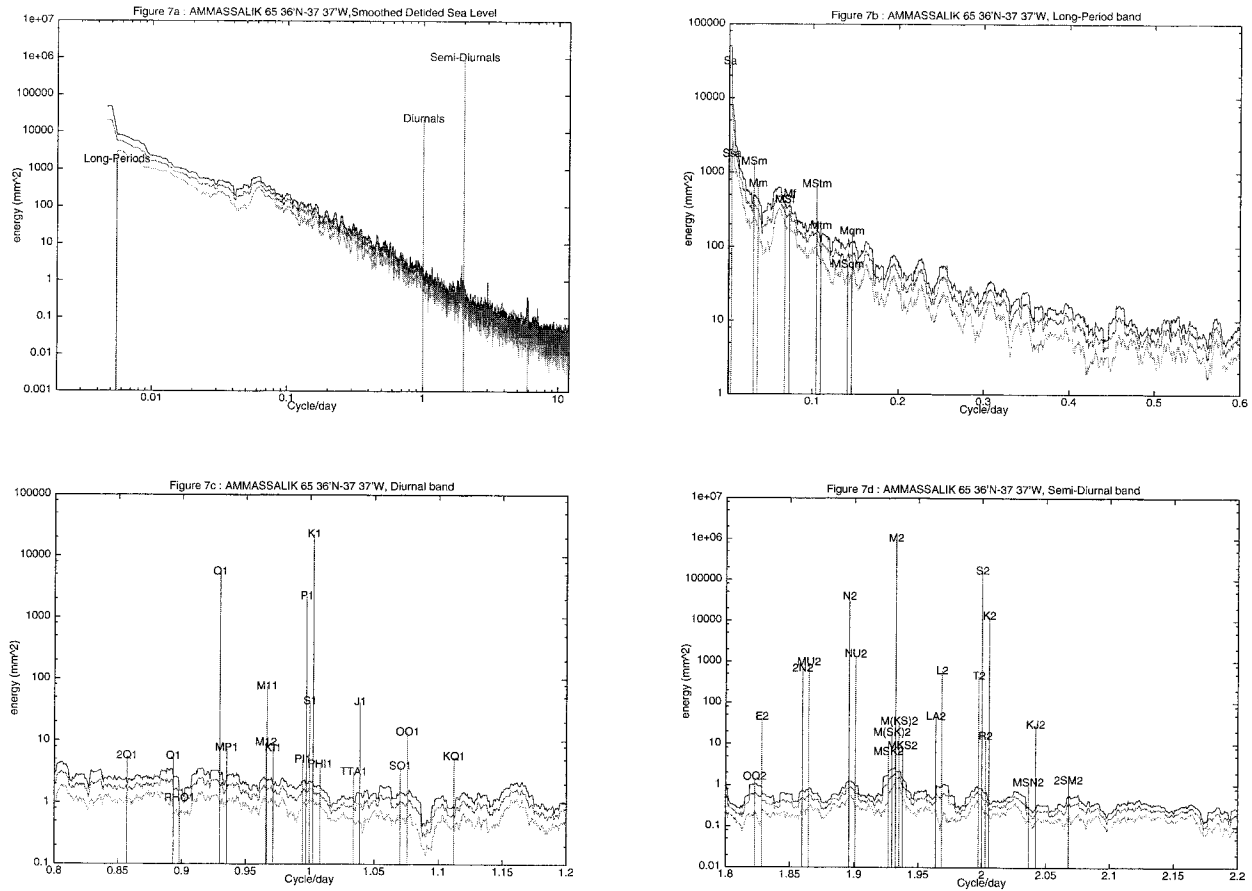 Figure 7a : AMMASSALIK 65 36'N-37 37'W,Smoothed Detided Sea Level
1e+07
1e+06
100000
10000
1000
100
10
1
0.1
0.01
0.001
energy (mm^2)
Semi-Diurnals
Diurnals
Long-Periods
0.01
0.1
1
10
Cycle/day
Figure 7b : AMMASSALIK 65 36'N-37 37'W, Long-Period band
100000
10000
1000
100
10
1
energy (mm^2)
Sa
Ssa
MSm
Mm
Mf
MSf
MStm
Mtm
Mqm
MSqm
0.1
0.2
0.3
0.4
0.5
0.6
Cycle/day
Figure 7c : AMMASSALIK 65 36'N-37 37'W, Diurnal band
100000
10000
1000
100
10
1
0.1
energy (mm^2)
K1
O1
P1
M11
S1
J1
OO1
M12
K1
MP1
2Q1
Q1
PI1
PHI1
TTA1
SO1
KQ1
RHO1
0.8
0.85
0.9
0.95
1
1.05
1.1
1.15
1.2
Cycle/day
Figure 7d : AMMASSALIK 65 36'N-37 37'W, Semi-Diurnal band
1e+07
1e+06
100000
10000
1000
100
10
1
0.1
0.01
energy (mm^2)
M2
S2
N2
K2
NU2
MU2
2N2
L2
T2
E2
LA2
M(KS)2
M(SK)2
MKS2
MSK2
R2
KJ2
OQ2
MSN2
2SM2
1.8
1.85
1.9
1.95
2
2.05
2.1
2.15
2.2
Cycle/day